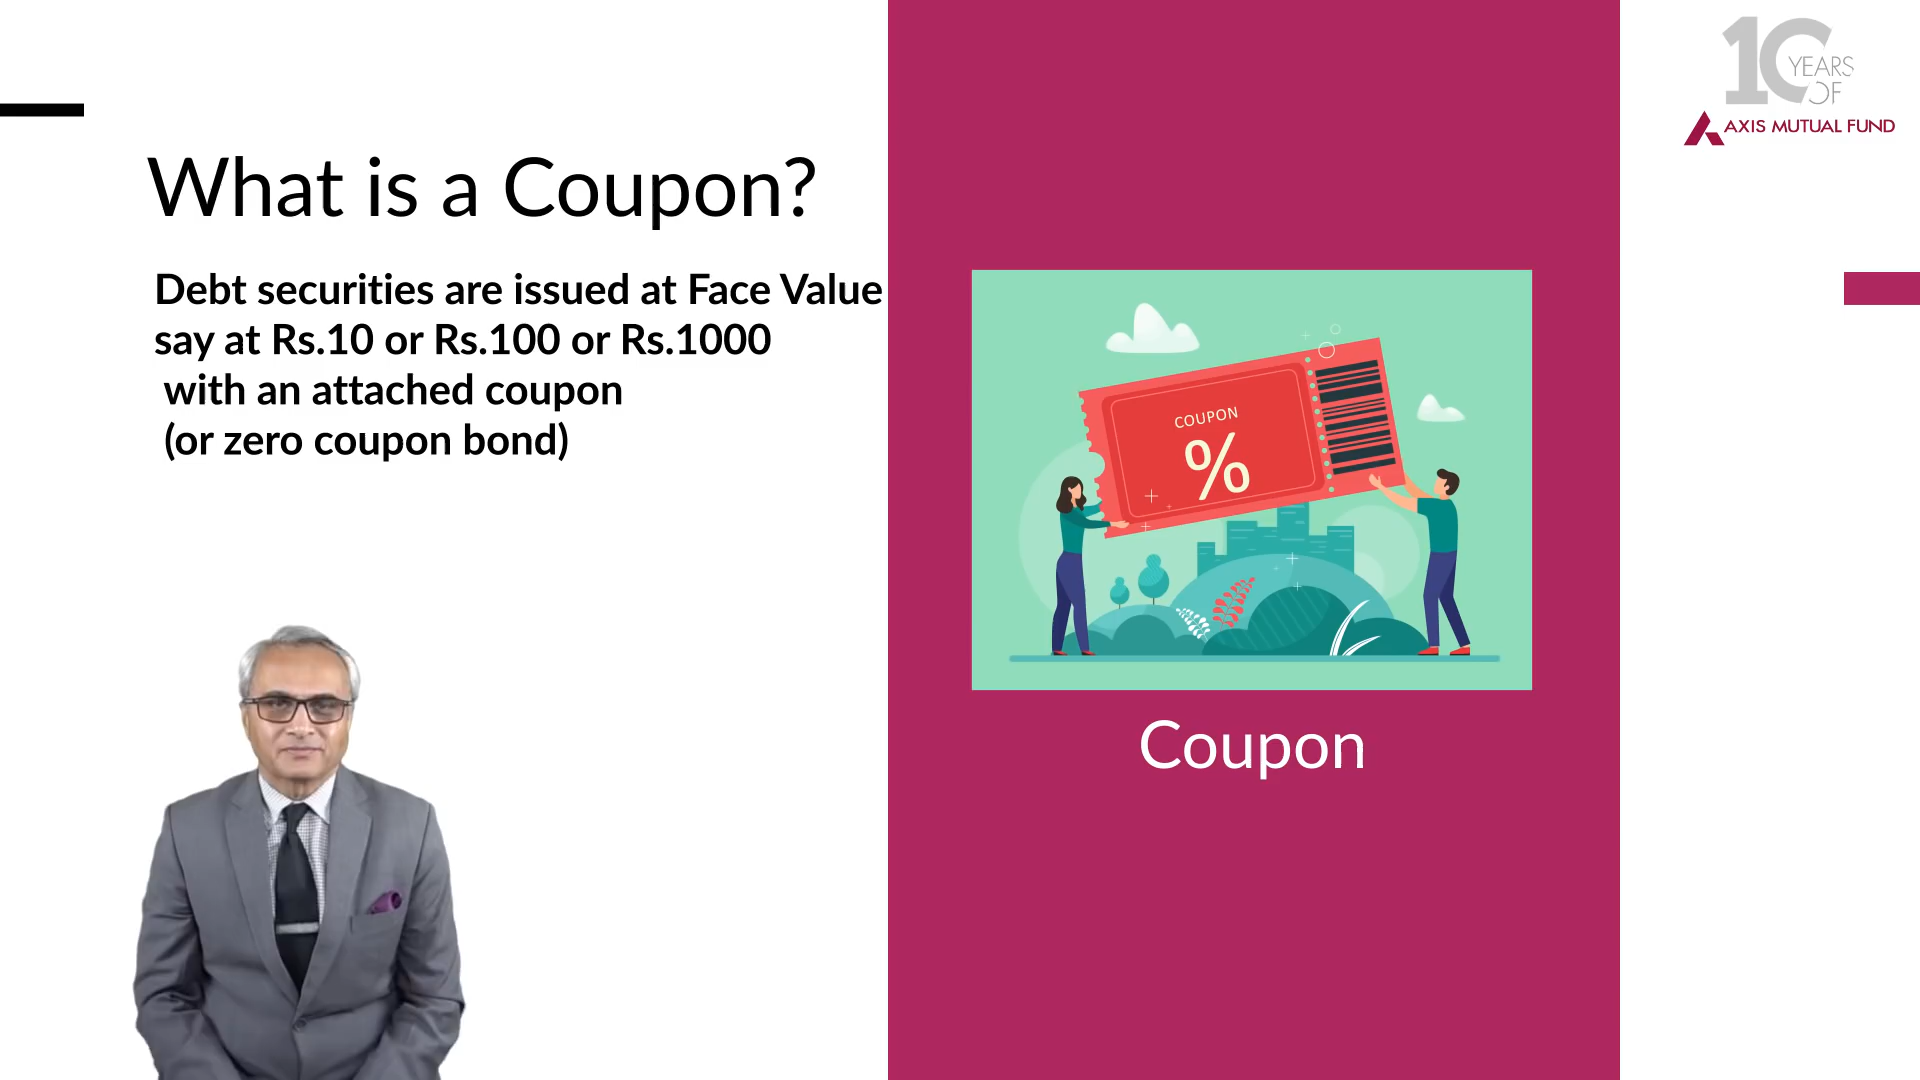 What is a Coupon?
Debt securities are issued at Face Value
say at Rs.10 or Rs.100 or Rs.1000
with an attached coupon
(or zero coupon bond)
COUPON
%
Coupon
10 YEARS
OF
AXIS MUTUAL FUND